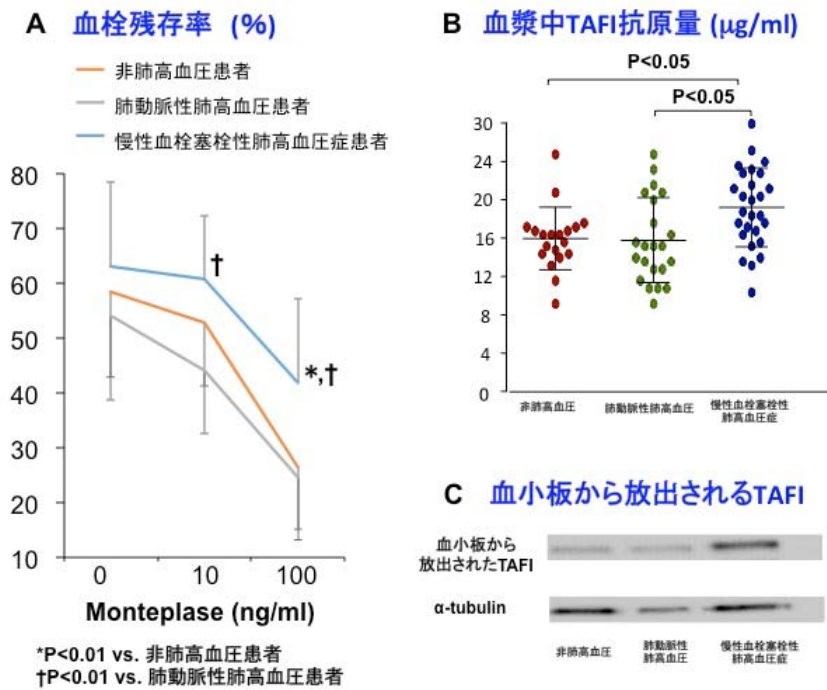 A 血栓残存率 (%)
非肺高血圧患者
肺動脈性肺高血圧患者
慢性血栓塞栓性肺高血圧症患者
80
70
60
50
40
30
20
10
†
*,†
0 10 100
Monteplase (ng/ml)
*P<0.01 vs. 非肺高血圧患者
†P<0.01 vs. 肺動脈性肺高血圧患者
B 血漿中TAFI抗原量 (μg/ml)
P<0.05
P<0.05
30
24
20
16
12
8
4
0
非肺高血圧 肺動脈性肺高血圧 慢性血栓塞栓性
肺高血圧症
C 血小板から放出されるTAFI
血小板から
放出されたTAFI
α-tubulin
非肺高血圧 肺動脈性 慢性血栓塞栓性
肺高血圧 肺高血圧症